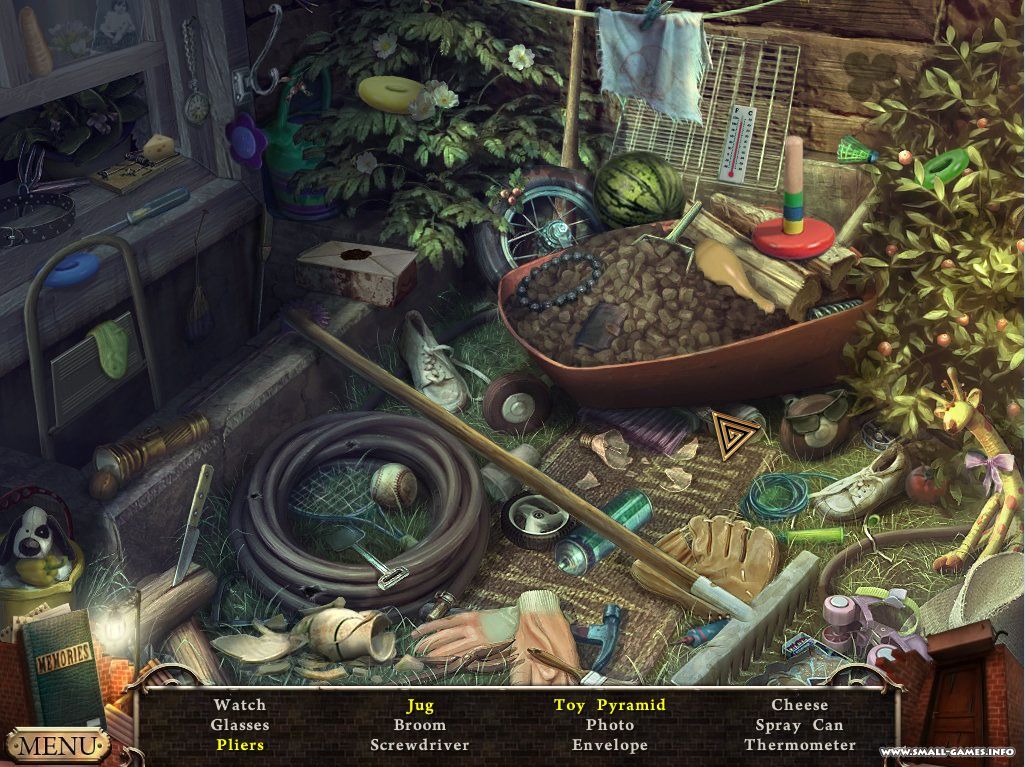 F C
MEMORIES
Watch Jug Toy Pyramid Cheese
Glasses Broom Photo Spray Can
Pliers Screwdriver Envelope Thermometer
MENU
WWW.SMALL-GAMES.INFO